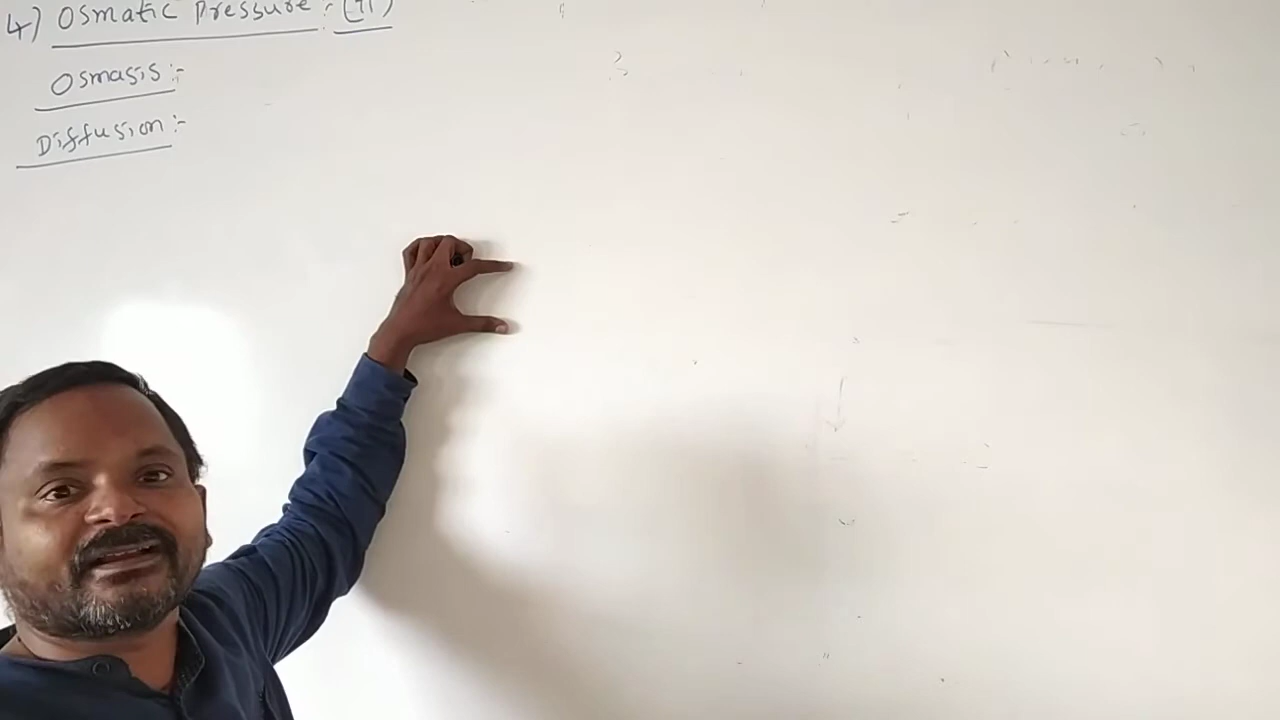 4) Osmatic Pressure :- (π)
Osmasis :-
Diffusion :-